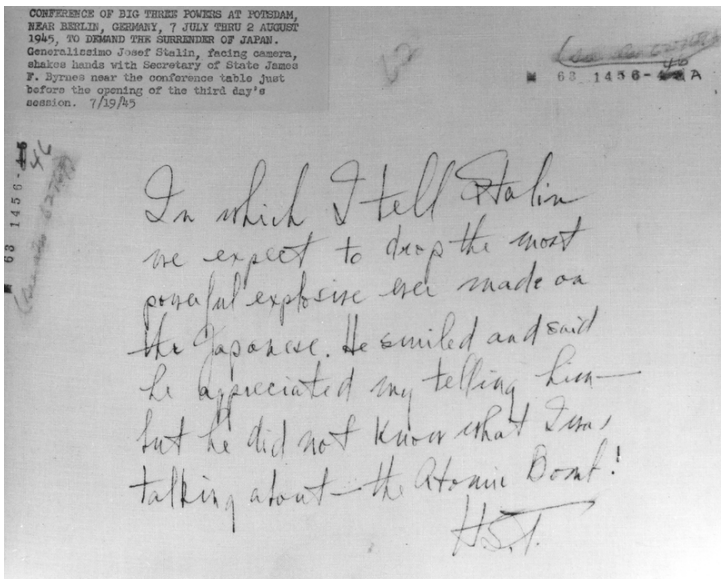 CONFERENCE OF BIG THREE POWERS AT POTSDAM,
NEAR BERLIN, GERMANY, 7 JULY THRU 2 AUGUST
1945, TO DEMAND THE SURRENDER OF JAPAN.
Generalissimo Josef Stalin, facing camera,
shakes hands with Secretary of State James
F. Byrnes near the conference table just
before the opening of the third day's
session. 7/19/45
63 1456-46 A
63 1456-46
In which I tell Stalin
we expect to drop the most
powerful explosive ever made on
the Japanese. He smiled and said
he appreciated my telling him—
but he did not know what I was
talking about—the Atomic Bomb!
H.S.T.